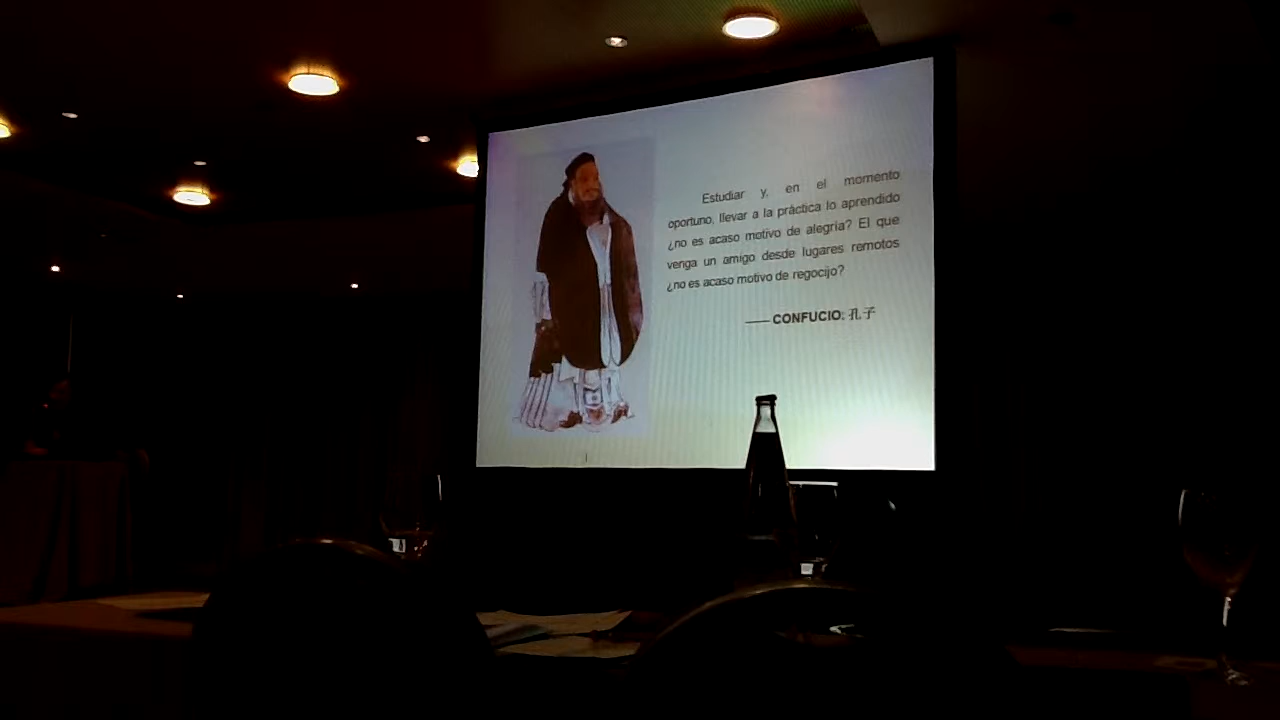 Estudiar y, en el momento
oportuno, llevar a la práctica lo aprendido
¿no es acaso motivo de alegría? El que
venga un amigo desde lugares remotos
¿no es acaso motivo de regocijo?
—— CONFUCIO: 孔子